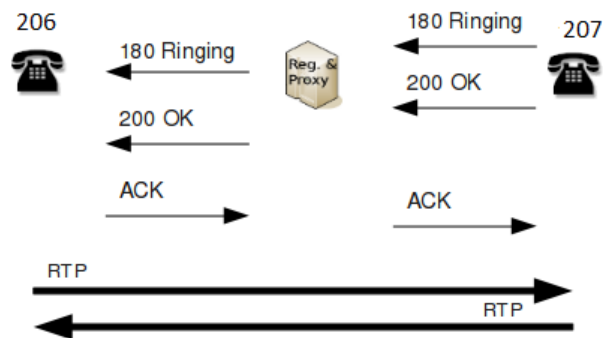 206
180 Ringing
207
180 Ringing
Reg. &
Proxy
200 OK
200 OK
ACK
ACK
RTP
RTP